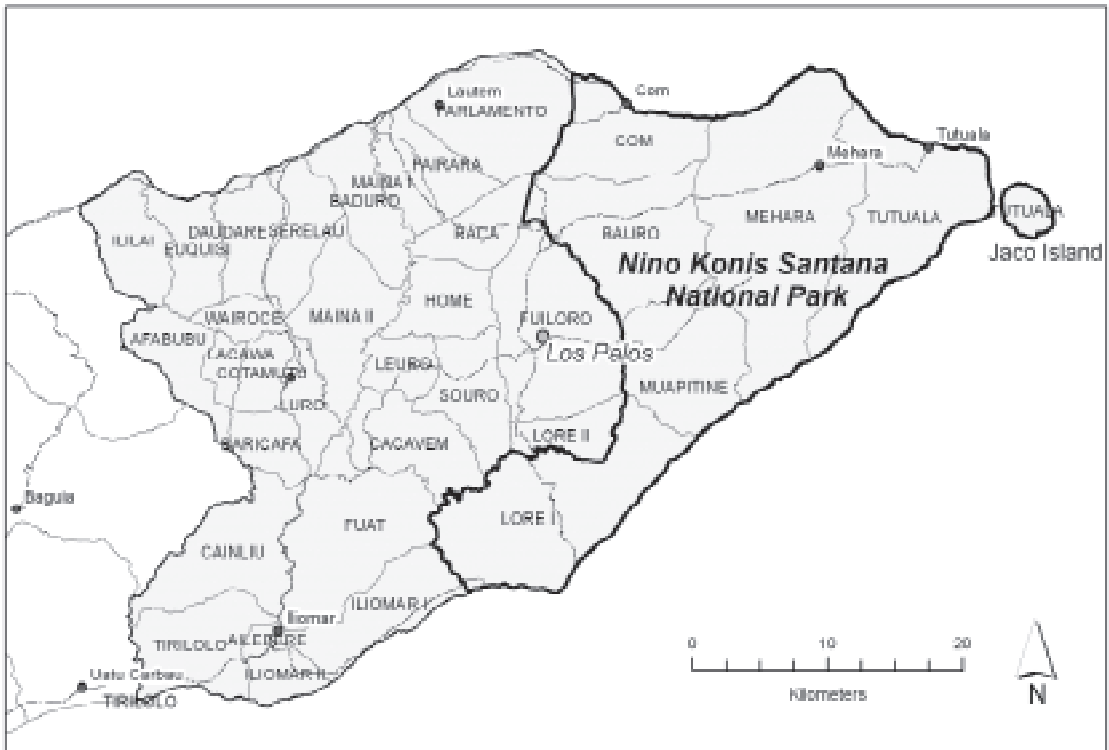 Lautem
PARLAMENTO
Com
COM
Tutuala
Mehara
PAIRARA
MAINA I
BADURO
MEHARA
TUTUALA
TUTUALA
Jaco Island
ILILAI
DAUDARE
SERELAU
EUQUISI
RACA
BAURO
Nino Konis Santana
National Park
HOME
WAIROCE
MAINA II
FUILORO
AFABUBU
LACAWA
COTAMUTO
Los Palos
LEURO
SOURO
MUAPITINE
LURO
BARICAFA
CACAVEM
LORE II
Baguia
FUAT
LORE I
CAINLIU
ILIOMAR I
Iliomar
TIRILOLO
AILEBERE
ILIOMAR II
Uatu Carbau
TIRILOLO
0 10 20
Kilometers
N